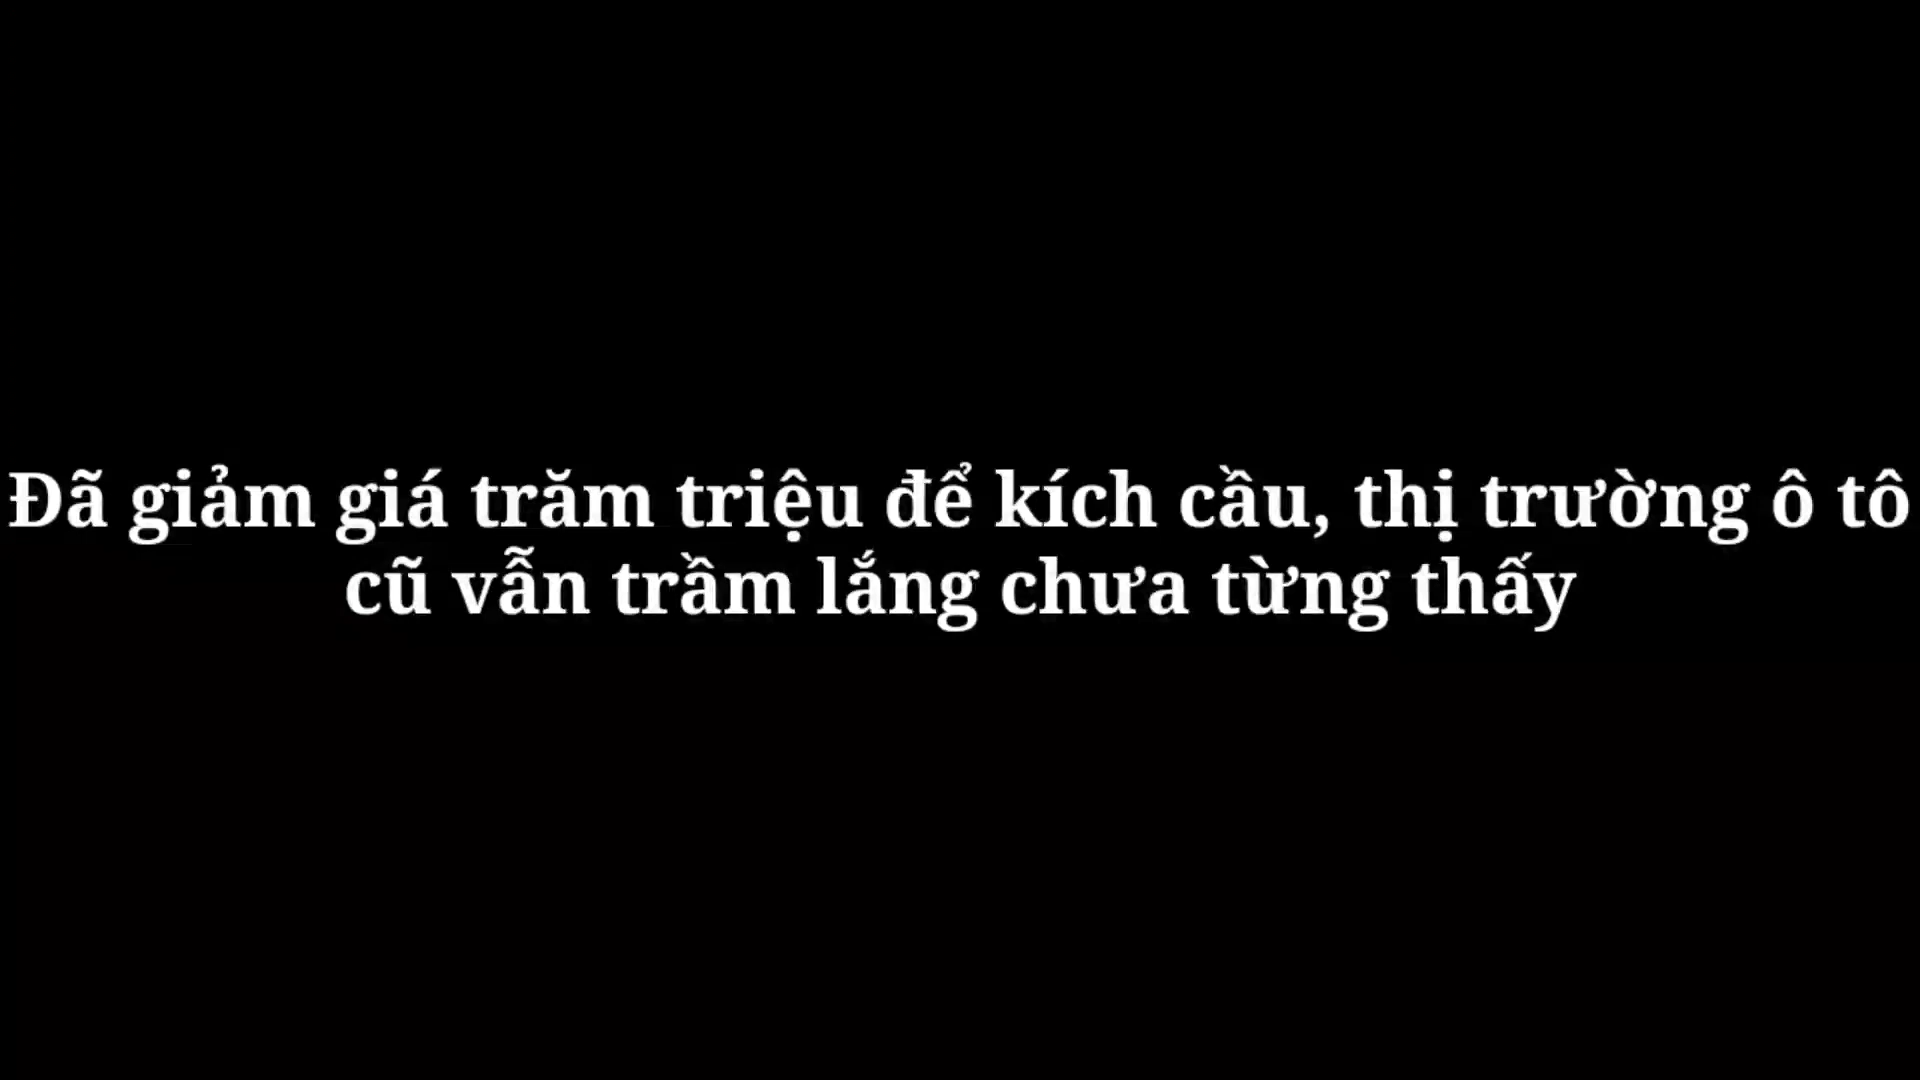 Đã giảm giá trăm triệu để kích cầu, thị trường ô tô
cũ vẫn trầm lắng chưa từng thấy